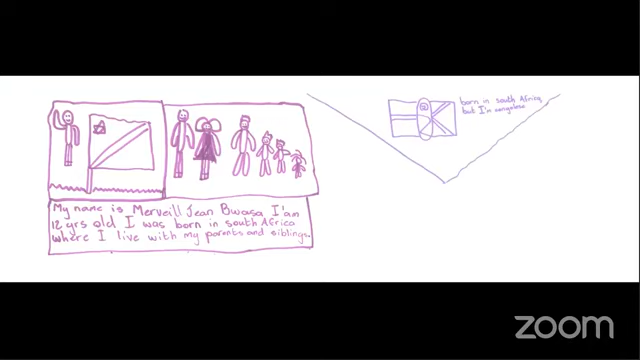 My name is Merveill Jean Bwasa I'am
12 yrs old I was born in south Africa
where I live with my parents and siblings.
born in south Africa,
but I'm congolese
zoom